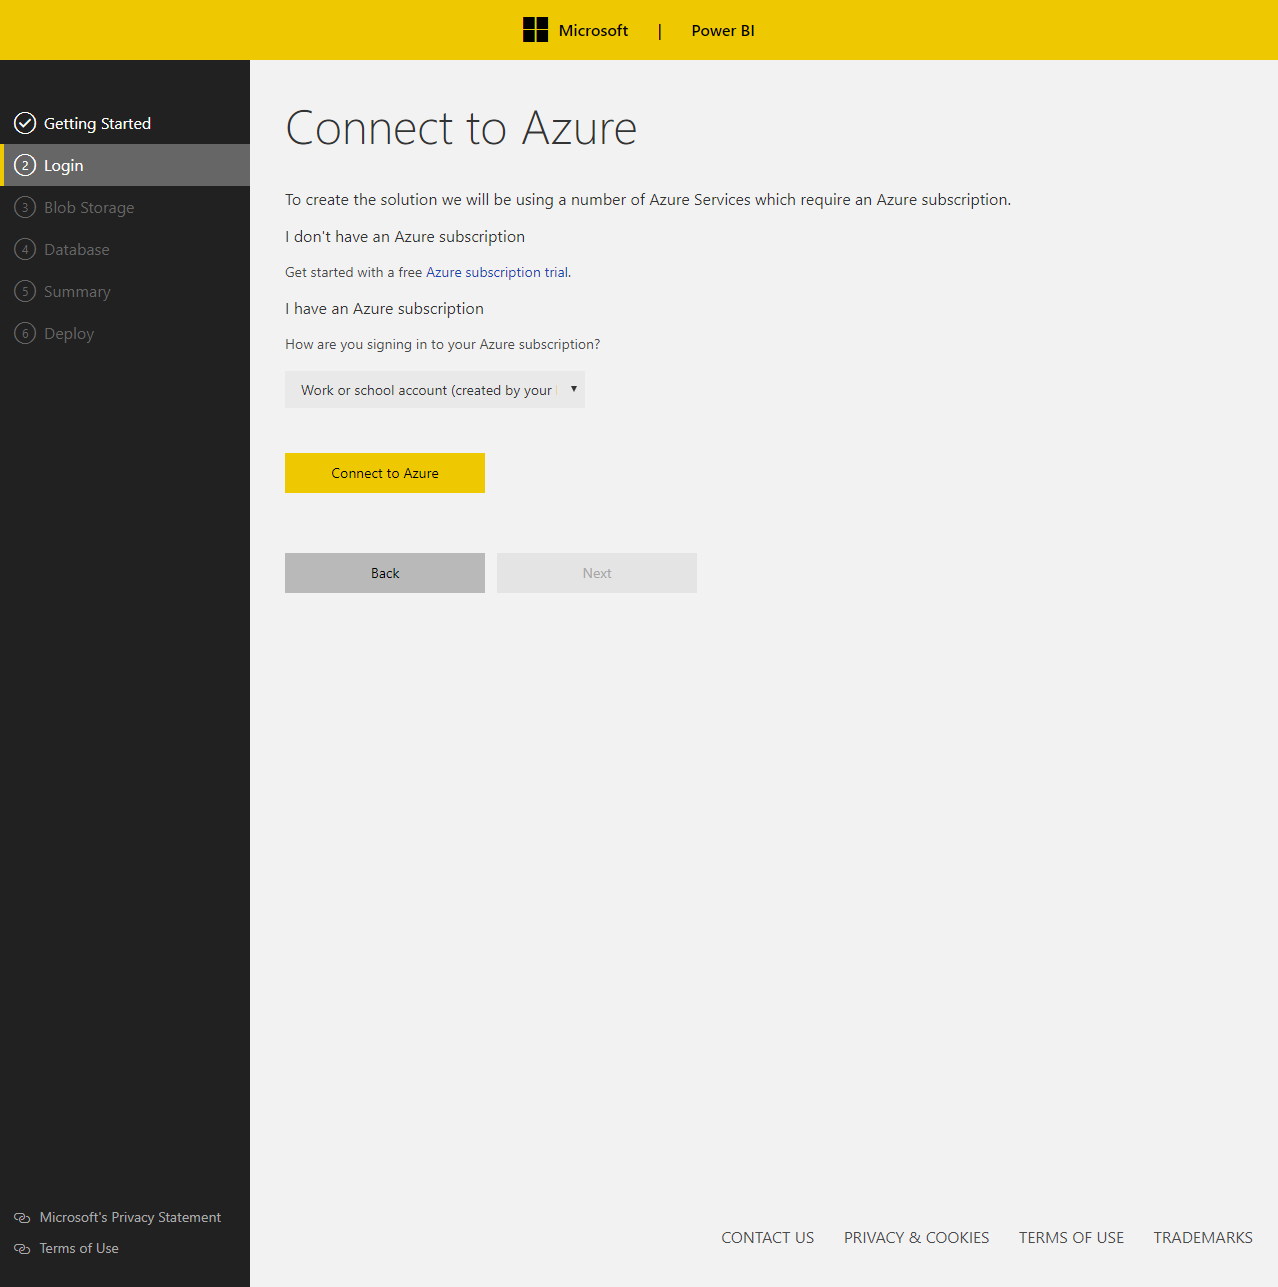 Microsoft | Power BI
Getting Started
2 Login
3 Blob Storage
4 Database
5 Summary
6 Deploy
Connect to Azure
To create the solution we will be using a number of Azure Services which require an Azure subscription.
I don't have an Azure subscription
Get started with a free Azure subscription trial.
I have an Azure subscription
How are you signing in to your Azure subscription?
Work or school account (created by your
Connect to Azure
Back
Next
Microsoft's Privacy Statement
Terms of Use
CONTACT US PRIVACY & COOKIES TERMS OF USE TRADEMARKS